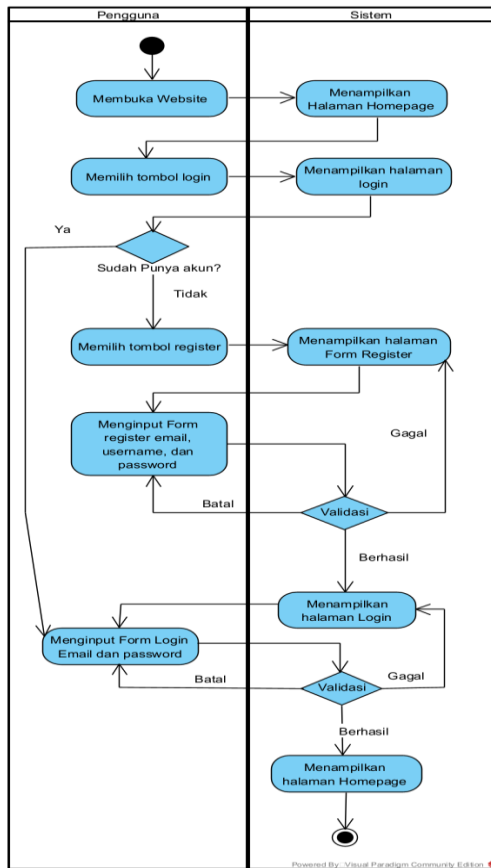 Pengguna
Sistem
Membuka Website
Menampilkan
Halaman Homepage
Memilih tombol login
Menampilkan halaman
login
Ya
Sudah Punya akun?
Tidak
Memilih tombol register
Menampilkan halaman
Form Register
Menginput Form
register email,
username, dan
password
Gagal
Batal
Validasi
Berhasil
Menampilkan
halaman Login
Menginput Form Login
Email dan password
Batal
Validasi
Gagal
Berhasil
Menampilkan
halaman Homepage
Powered By: Visual Paradigm Community Edition